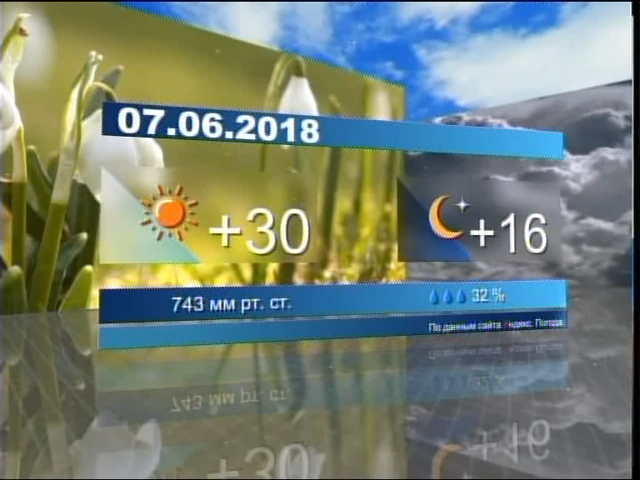 07.06.2018
+30
+16
743 мм рт. ст.
32 %
По данным сайта Яндекс. Погода